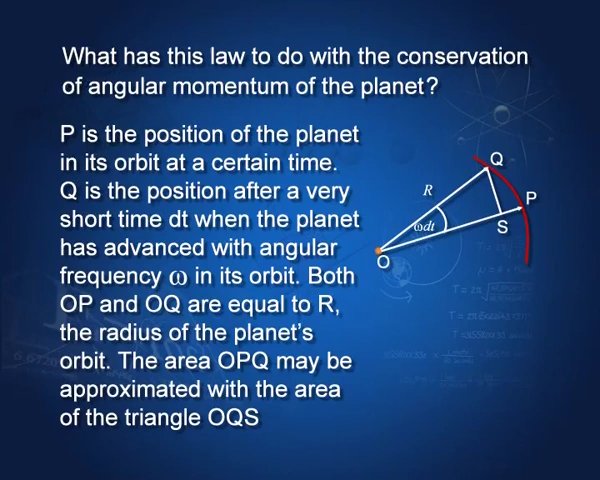 What has this law to do with the conservation
of angular momentum of the planet?
P is the position of the planet
in its orbit at a certain time.
Q is the position after a very
short time dt when the planet
has advanced with angular
frequency ω in its orbit. Both
OP and OQ are equal to R,
the radius of the planet's
orbit. The area OPQ may be
approximated with the area
of the triangle OQS
Q
R
P
ωdt
S
O